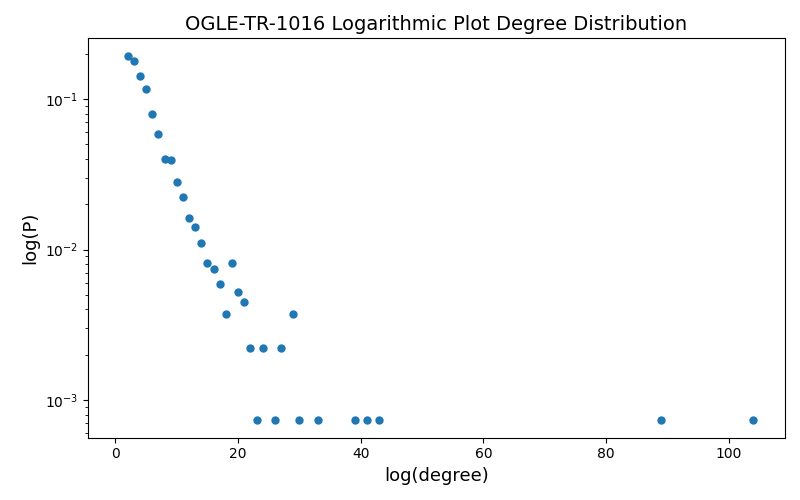 OGLE-TR-1016 Logarithmic Plot Degree Distribution
log(P)
10⁻¹
10⁻²
10⁻³
0 20 40 60 80 100
log(degree)